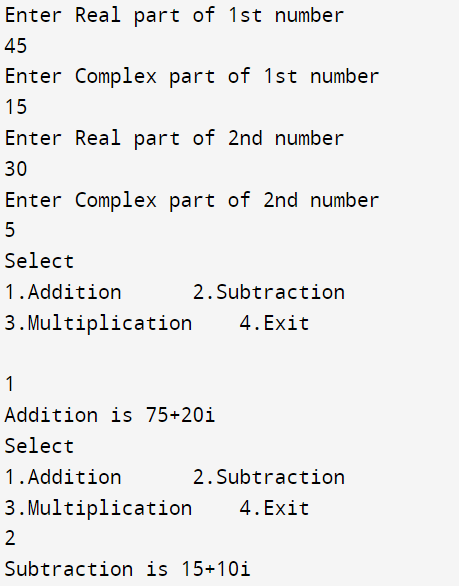 Enter Real part of 1st number
45
Enter Complex part of 1st number
15
Enter Real part of 2nd number
30
Enter Complex part of 2nd number
5
Select
1.Addition      2.Subtraction
3.Multiplication    4.Exit

1
Addition is 75+20i
Select
1.Addition      2.Subtraction
3.Multiplication    4.Exit
2
Subtraction is 15+10i